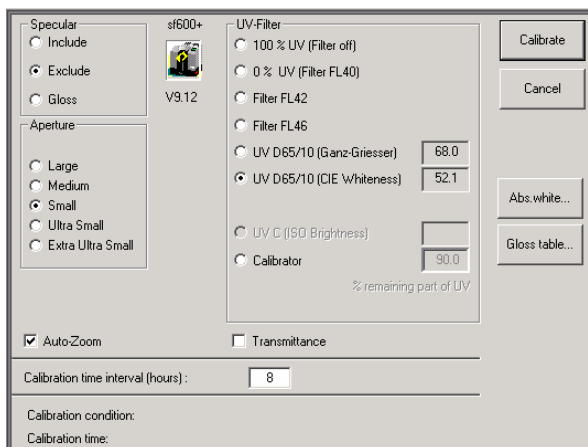 Specular
Include
Exclude
Gloss
sf600+
V9.12
Aperture
Large
Medium
Small
Ultra Small
Extra Ultra Small
UV-Filter
100 % UV (Filter off)
0 % UV (Filter FL40)
Filter FL42
Filter FL46
UV D65/10 (Ganz-Griesser) 68.0
UV D65/10 (CIE Whiteness) 52.1
UV C (ISO Brightness)
Calibrator 90.0
% remaining part of UV
Calibrate
Cancel
Abs.white...
Gloss table...
Auto-Zoom
Transmittance
Calibration time interval (hours) : 8
Calibration condition:
Calibration time: